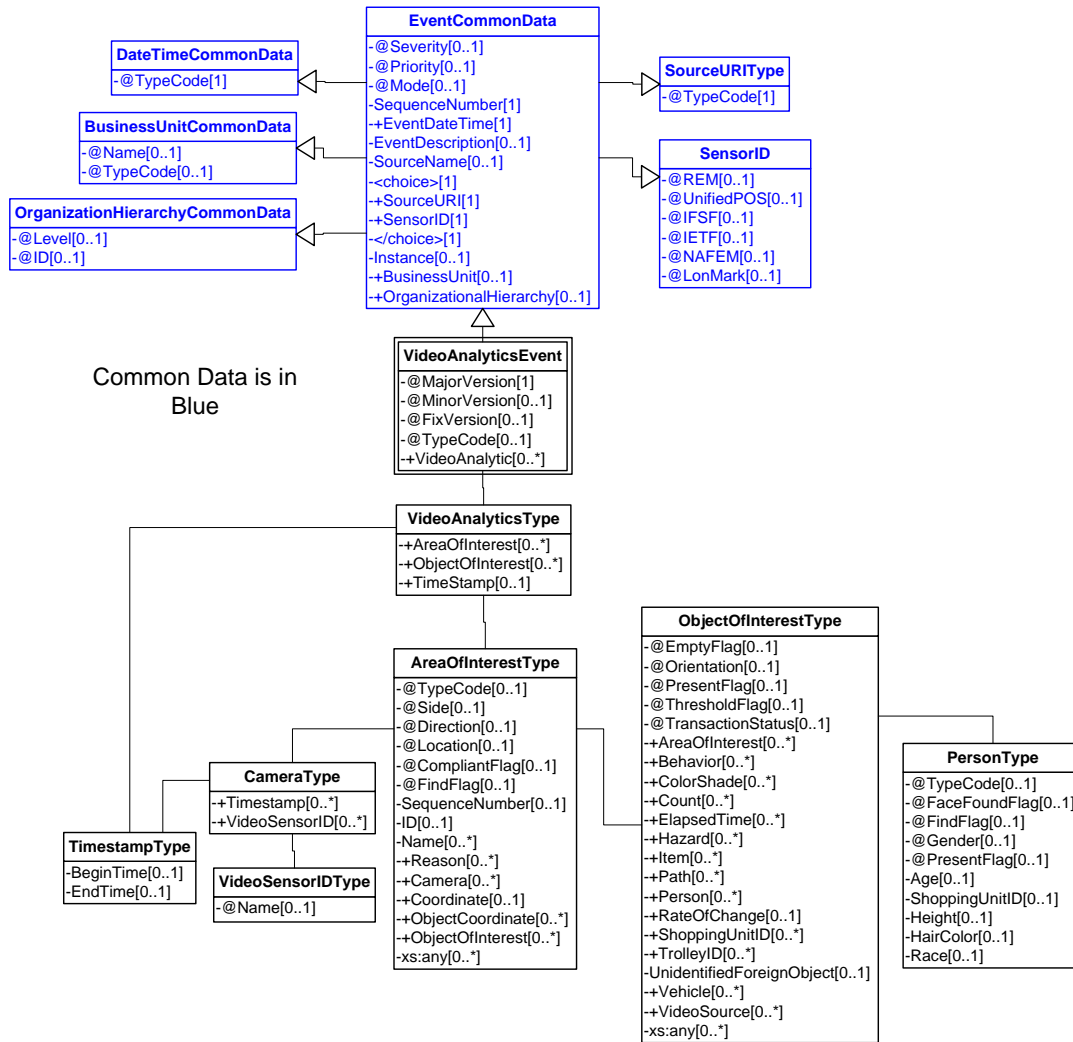 EventCommonData
-@Severity[0..1]
-@Priority[0..1]
-@Mode[0..1]
-SequenceNumber[1]
-+EventDateTime[1]
-EventDescription[0..1]
-SourceName[0..1]
-<choice>[1]
-+SourceURI[1]
-+SensorID[1]
-</choice>[1]
-Instance[0..1]
-+BusinessUnit[0..1]
-+OrganizationalHierarchy[0..1]
DateTimeCommonData
-@TypeCode[1]
BusinessUnitCommonData
-@Name[0..1]
-@TypeCode[0..1]
OrganizationHierarchyCommonData
-@Level[0..1]
-@ID[0..1]
SourceURIType
-@TypeCode[1]
SensorID
-@REM[0..1]
-@UnifiedPOS[0..1]
-@IFSF[0..1]
-@IETF[0..1]
-@NAFEM[0..1]
-@LonMark[0..1]
Common Data is in
Blue
VideoAnalyticsEvent
-@MajorVersion[1]
-@MinorVersion[0..1]
-@FixVersion[0..1]
-@TypeCode[0..1]
-+VideoAnalytic[0..*]
VideoAnalyticsType
-+AreaOfInterest[0..*]
-+ObjectOfInterest[0..*]
-+TimeStamp[0..1]
AreaOfInterestType
-@TypeCode[0..1]
-@Side[0..1]
-@Direction[0..1]
-@Location[0..1]
-@CompliantFlag[0..1]
-@FindFlag[0..1]
-SequenceNumber[0..1]
-ID[0..1]
-Name[0..*]
-+Reason[0..*]
-+Camera[0..*]
-+Coordinate[0..1]
-+ObjectCoordinate[0..*]
-+ObjectOfInterest[0..*]
-xs:any[0..*]
CameraType
-+Timestamp[0..*]
-+VideoSensorID[0..*]
TimestampType
-BeginTime[0..1]
-EndTime[0..1]
VideoSensorIDType
-@Name[0..1]
ObjectOfInterestType
-@EmptyFlag[0..1]
-@Orientation[0..1]
-@PresentFlag[0..1]
-@ThresholdFlag[0..1]
-@TransactionStatus[0..1]
-+AreaOfInterest[0..*]
-+Behavior[0..*]
-+ColorShade[0..*]
-+Count[0..*]
-+ElapsedTime[0..*]
-+Hazard[0..*]
-+Item[0..*]
-+Path[0..*]
-+Person[0..*]
-+RateOfChange[0..1]
-+ShoppingUnitID[0..*]
-+TrolleyID[0..*]
-UnidentifiedForeignObject[0..1]
-+Vehicle[0..*]
-+VideoSource[0..*]
-xs:any[0..*]
PersonType
-@TypeCode[0..1]
-@FaceFoundFlag[0..1]
-@FindFlag[0..1]
-@Gender[0..1]
-@PresentFlag[0..1]
-Age[0..1]
-ShoppingUnitID[0..1]
-Height[0..1]
-HairColor[0..1]
-Race[0..1]